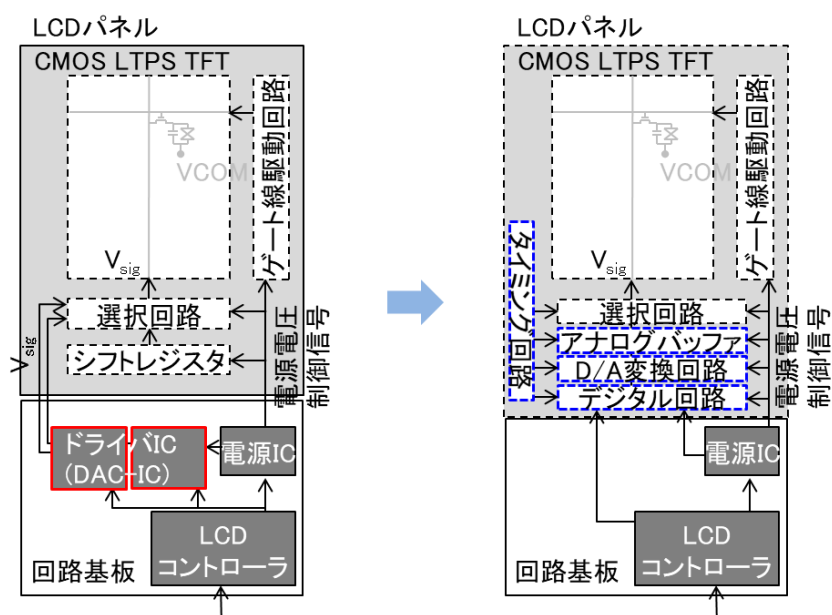 LCDパネル
CMOS LTPS TFT
VCOM
ゲート線駆動回路
Vsig
選択回路
シフトレジスタ
Vsig
電源電圧
制御信号
ドライバIC
(DAC-IC)
電源IC
LCD
コントローラ
回路基板
LCDパネル
CMOS LTPS TFT
VCOM
ゲート線駆動回路
Vsig
タイミング回路
選択回路
アナログバッファ
D/A変換回路
デジタル回路
電源電圧
制御信号
電源IC
LCD
コントローラ
回路基板